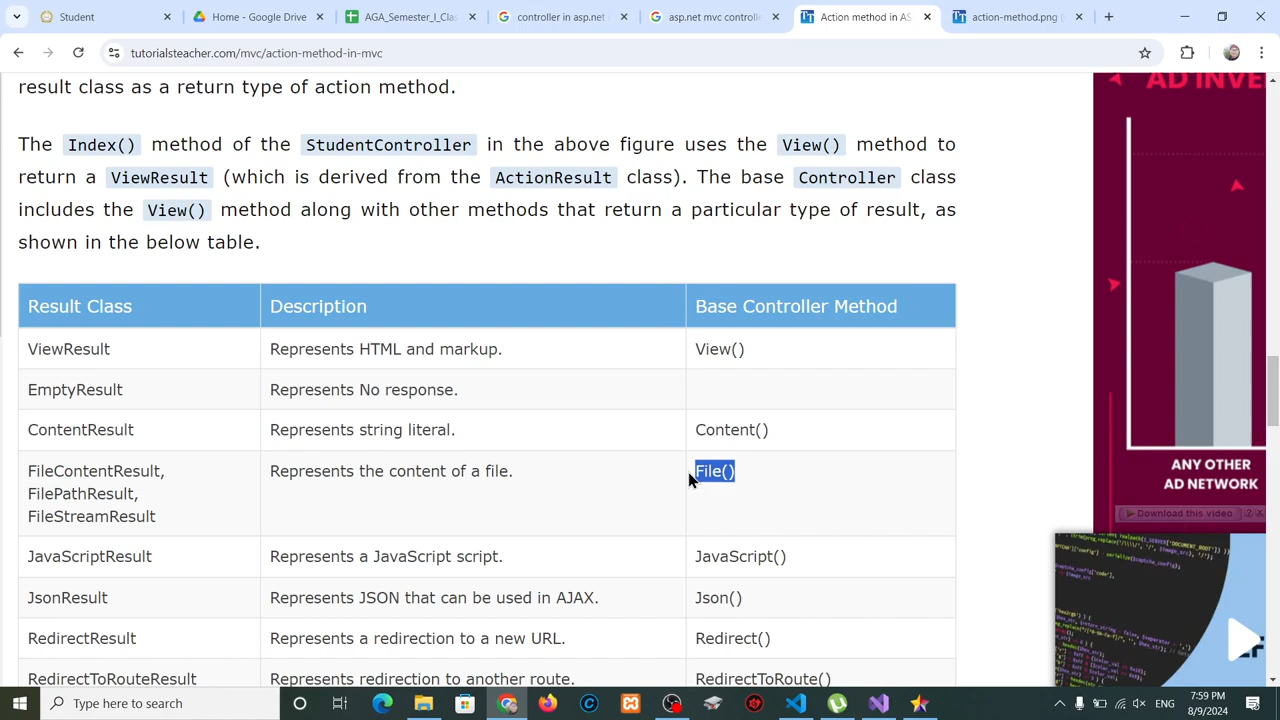 Student
Home - Google Drive
AGA_Semester_I_Clas
controller in asp.net
asp.net mvc controll
Action method in AS
action-method.png (
tutorialsteacher.com/mvc/action-method-in-mvc
result class as a return type of action method.
The Index() method of the StudentController in the above figure uses the View() method to
return a ViewResult (which is derived from the ActionResult class). The base Controller class
includes the View() method along with other methods that return a particular type of result, as
shown in the below table.
Result Class Description Base Controller Method
ViewResult Represents HTML and markup. View()
EmptyResult Represents No response.
ContentResult Represents string literal. Content()
FileContentResult, Represents the content of a file. File()
FilePathResult,
FileStreamResult
JavaScriptResult Represents a JavaScript script. JavaScript()
JsonResult Represents JSON that can be used in AJAX. Json()
RedirectResult Represents a redirection to a new URL. Redirect()
RedirectToRouteResult Represents redirection to another route. RedirectToRoute()
AD INVE
ANY OTHER
AD NETWORK
Download this video
Type here to search
ENG
7:59 PM
8/9/2024